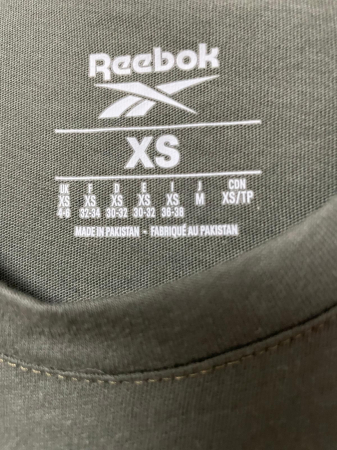 Reebok
XS
UK F D E I J CDN
XS XS XS XS XS M XS/TP
4-6 32-34 30-32 30-32 36-38
MADE IN PAKISTAN - FABRIQUÉ AU PAKISTAN